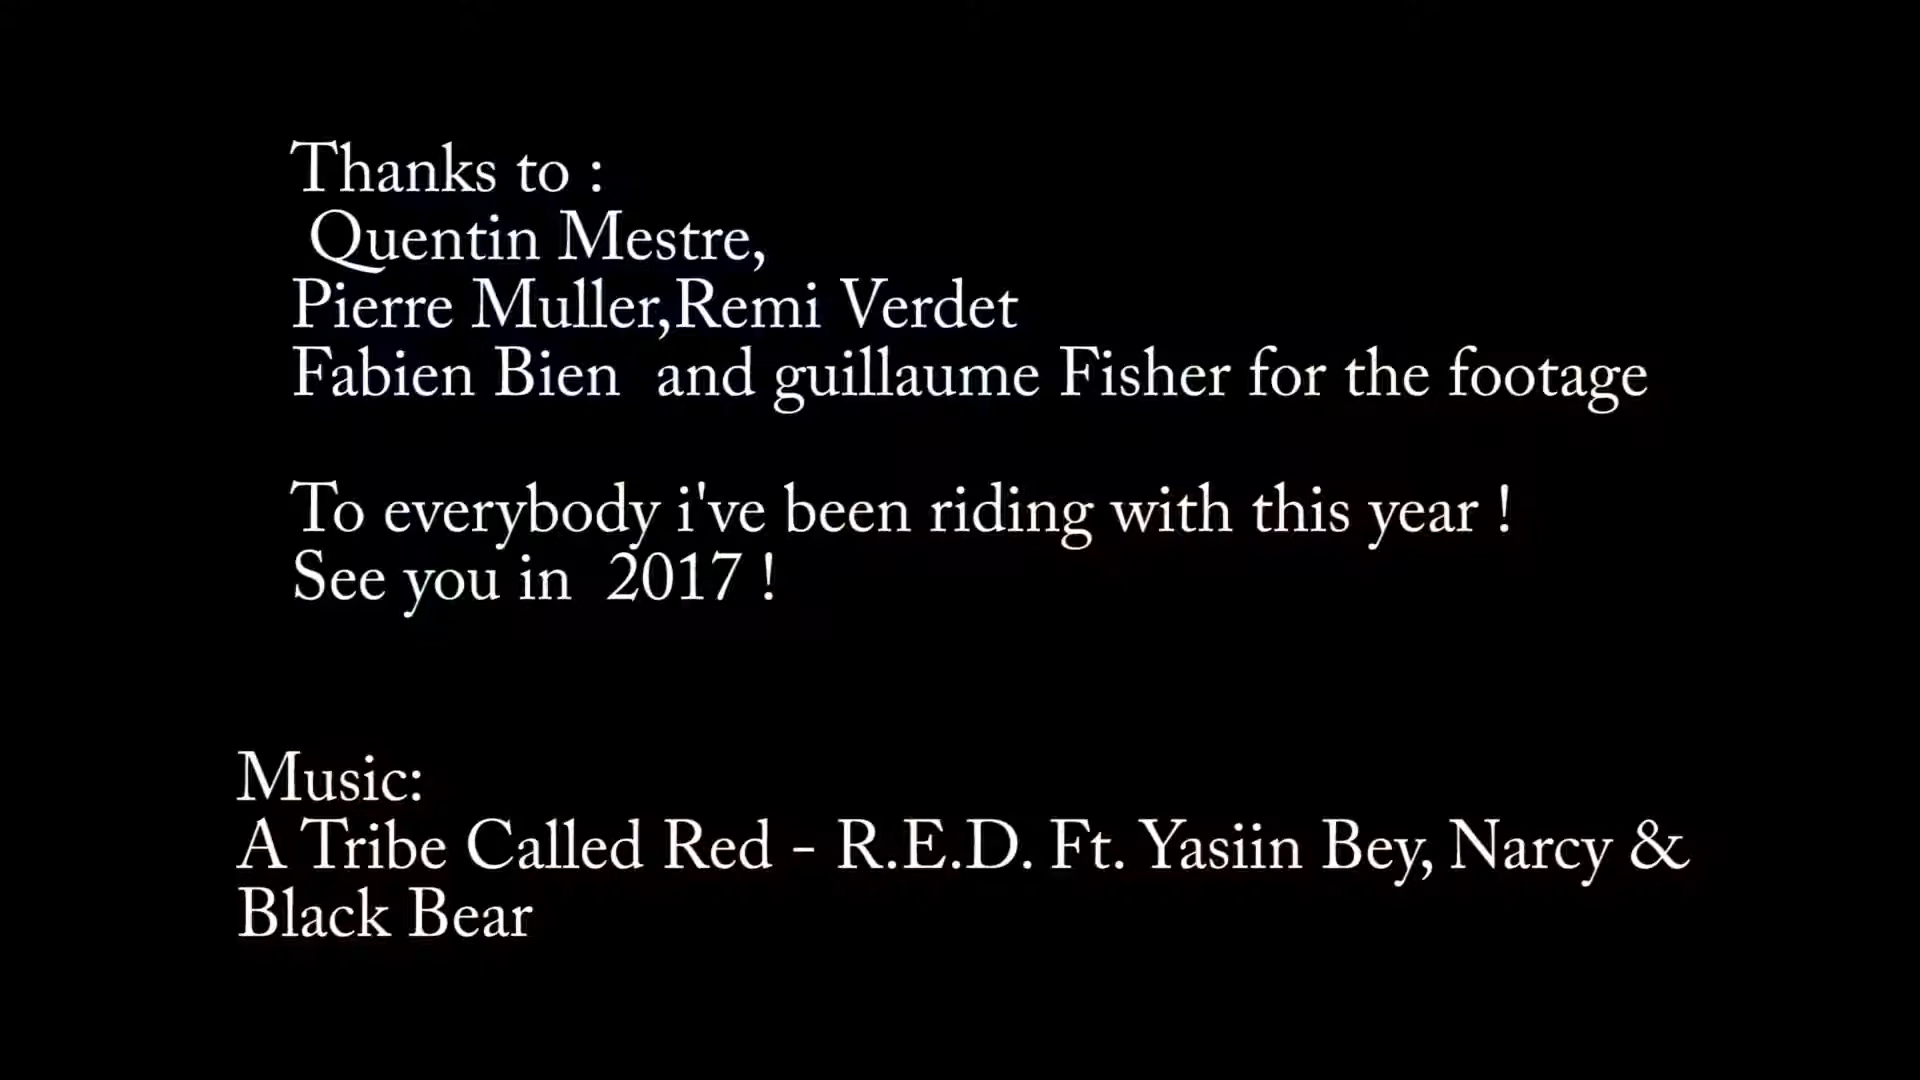 Thanks to :
Quentin Mestre,
Pierre Muller,Remi Verdet
Fabien Bien  and guillaume Fisher for the footage
To everybody i've been riding with this year !
See you in  2017 !
Music:
A Tribe Called Red - R.E.D. Ft. Yasiin Bey, Narcy &
Black Bear